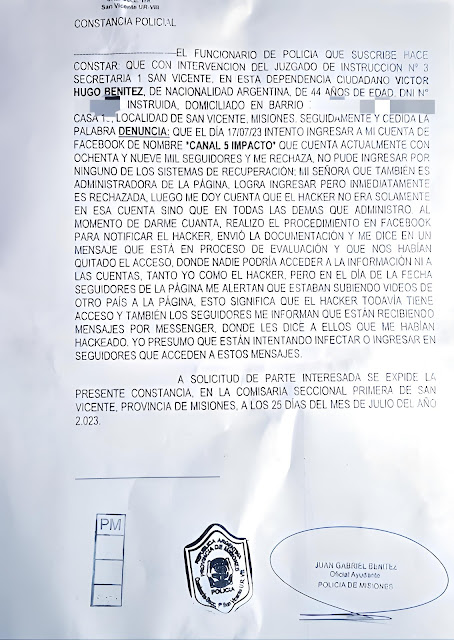 San Vicente UR-VIII
CONSTANCIA POLICIAL
EL FUNCIONARIO DE POLICIA QUE SUSCRIBE HACE
CONSTAR, QUE CON INTERVENCION DEL JUZGADO DE INSTRUCCION Nº 3
SECRETARIA 1 SAN VICENTE, EN ESTA DEPENDENCIA CIUDADANO VICTOR
HUGO BENITEZ, DE NACIONALIDAD ARGENTINA, DE 44 AÑOS DE EDAD, DNI N°
INSTRUIDA, DOMICILIADO EN BARRIO
CASA 1, LOCALIDAD DE SAN VICENTE, MISIONES, SEGUIDAMENTE Y CEDIDA LA
PALABRA DENUNCIA: QUE EL DIA 17/07/23 INTENTO INGRESAR A MI CUENTA DE
FACEBOOK DE NOMBRE "CANAL 5 IMPACTO" QUE CUENTA ACTUALMENTE CON
OCHENTA Y NUEVE MIL SEGUIDORES Y ME RECHAZA, NO PUDE INGRESAR POR
NINGUNO DE LOS SISTEMAS DE RECUPERACIÓN; MI SEÑORA QUE TAMBIEN ES
ADMINISTRADORA DE LA PÁGINA, LOGRA INGRESAR PERO INMEDIATAMENTE
ES RECHAZADA, LUEGO ME DOY CUENTA QUE EL HACKER NO ERA SOLAMENTE
EN ESA CUENTA SINO QUE EN TODAS LAS DEMAS QUE ADMINISTRO. AL
MOMENTO DE DARME CUANTA, REALIZO EL PROCEDIMIENTO EN FACEBOOK
PARA NOTIFICAR EL HACKER, ENVIÓ LA DOCUMENTACIÓN Y ME DICE EN UN
MENSAJE QUE ESTÁ EN PROCESO DE EVALUACIÓN Y QUE NOS HABÍAN
QUITADO EL ACCESO, DONDE NADIE PODRÍA ACCEDER A LA INFORMACIÓN NI A
LAS CUENTAS, TANTO YO COMO EL HACKER, PERO EN EL DÍA DE LA FECHA
SEGUIDORES DE LA PÁGINA ME ALERTAN QUE ESTABAN SUBIENDO VIDEOS DE
OTRO PAÍS A LA PÁGINA, ESTO SIGNIFICA QUE EL HACKER TODAVÍA TIENE
ACCESO Y TAMBIÉN LOS SEGUIDORES ME INFORMAN QUE ESTAN RECIBIENDO
MENSAJES POR MESSENGER, DONDE LES DICE A ELLOS QUE ME HABÍAN
HACKEADO. YO PRESUMO QUE ESTÁN INTENTANDO INFECTAR O INGRESAR EN
SEGUIDORES QUE ACCEDEN A ESTOS MENSAJES.
A SOLICITUD DE PARTE INTERESADA SE EXPIDE LA
PRESENTE CONSTANCIA, EN LA COMISARIA SECCIONAL PRIMERA DE SAN
VICENTE, PROVINCIA DE MISIONES, A LOS 25 DÍAS DEL MES DE JULIO DEL AÑO
2.023.
PM
REPUBLICA ARGENTINA
PROVINCIA DE MISIONES
POLICIA
JUAN GABRIEL BENITEZ
Oficial Ayudante
POLICIA DE MISIONES